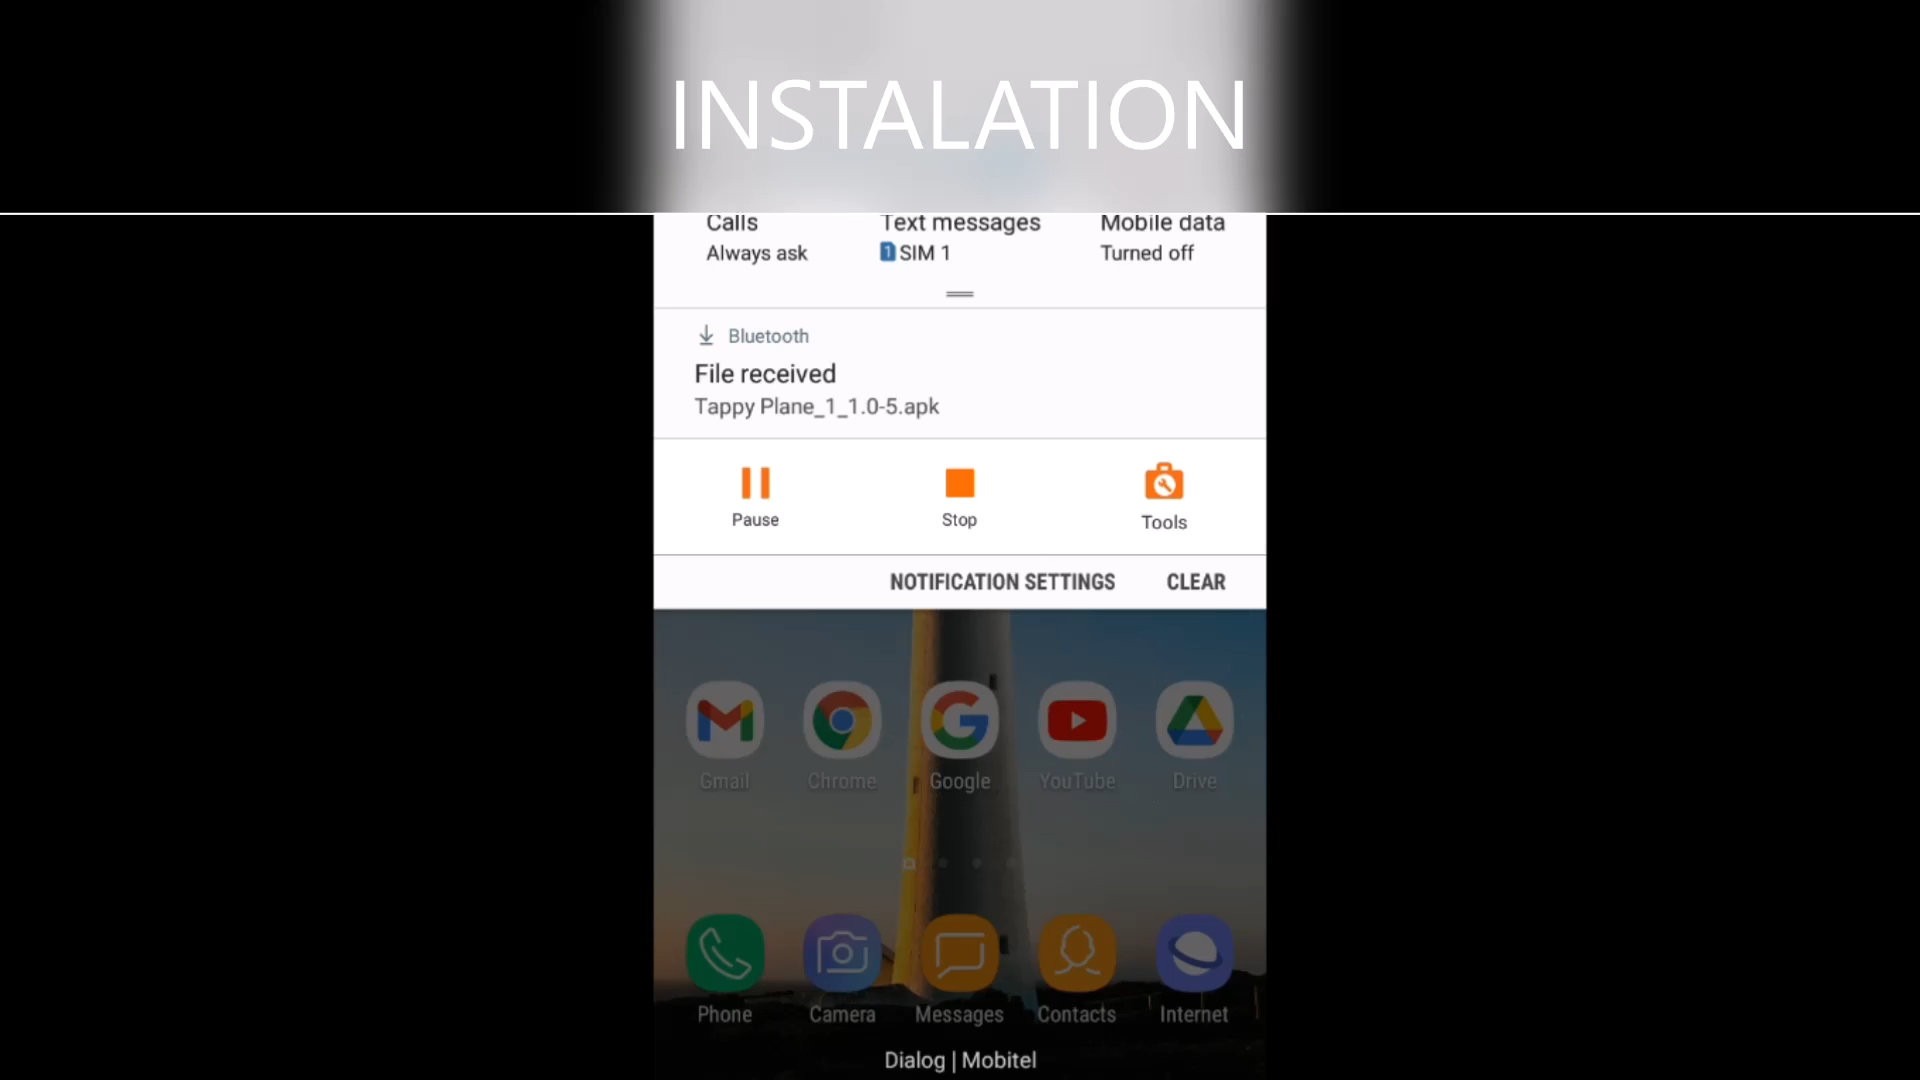 INSTALATION
Calls Text messages Mobile data
Always ask 1 SIM 1 Turned off
Bluetooth
File received
Tappy Plane_1_1.0-5.apk
Pause Stop Tools
NOTIFICATION SETTINGS CLEAR
Gmail Chrome Google YouTube Drive
Phone Camera Messages Contacts Internet
Dialog | Mobitel